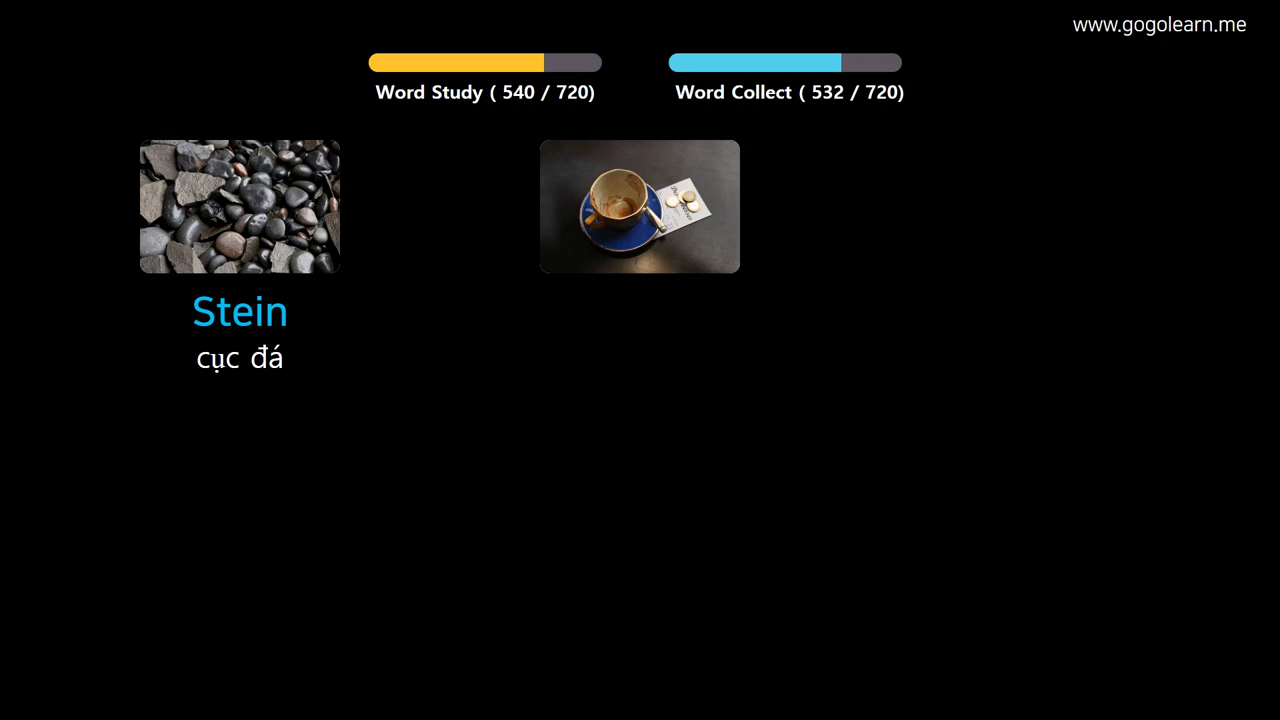 www.gogolearn.me
Word Study ( 540 / 720)
Word Collect ( 532 / 720)
Stein
cục đá